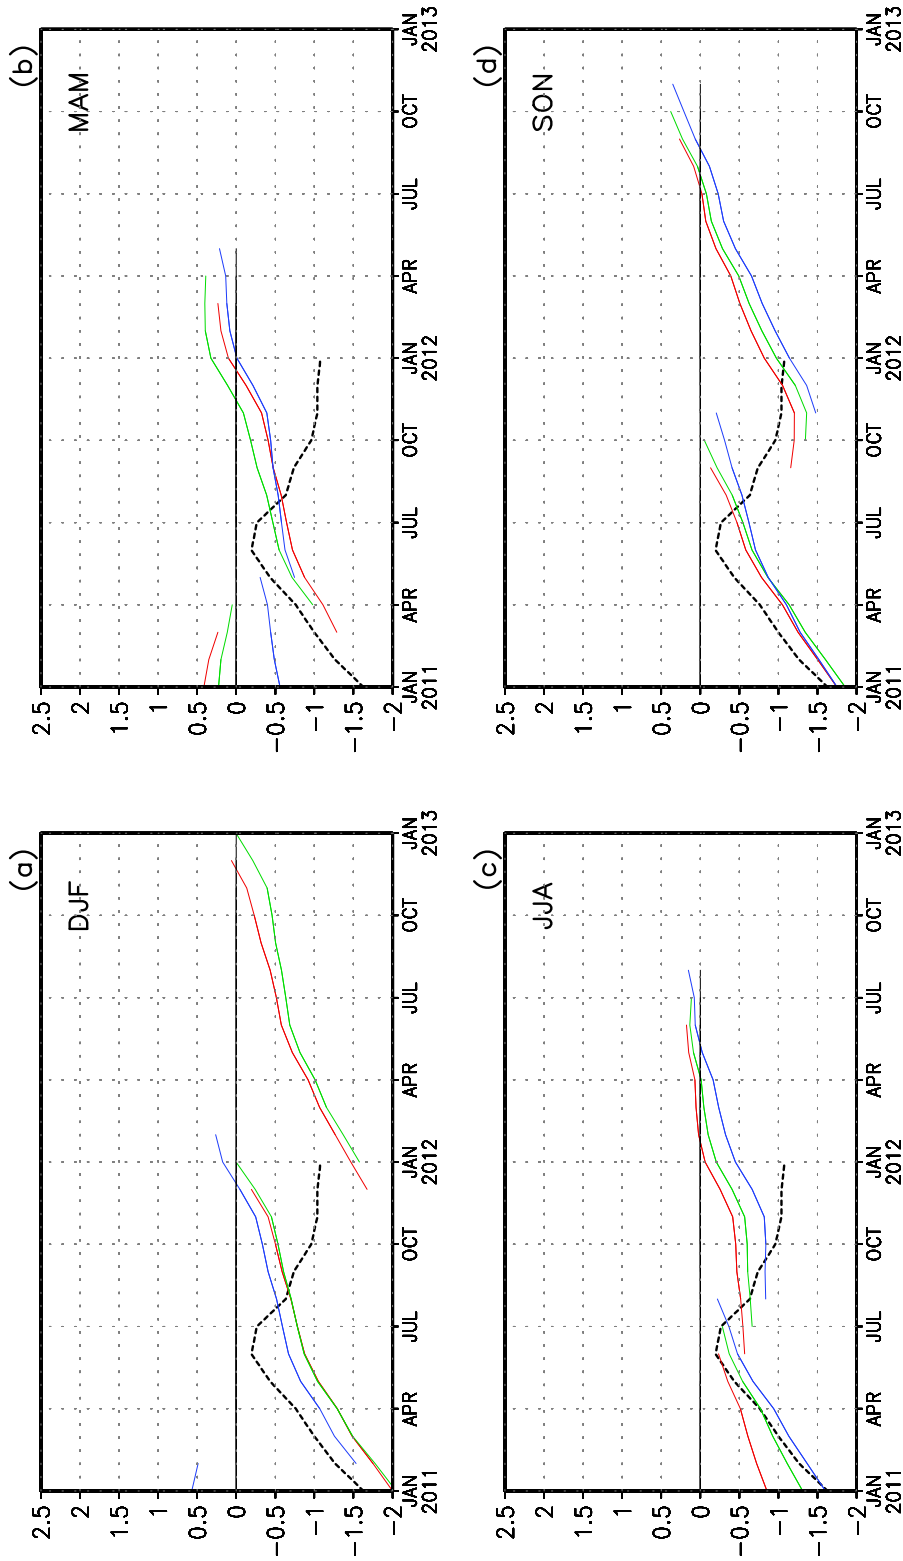 (a)
DJF
2.5
2
1.5
1
0.5
0
−0.5
−1
−1.5
−2
JAN
2011
APR
JUL
OCT
JAN
2012
APR
JUL
OCT
JAN
2013
(b)
MAM
2.5
2
1.5
1
0.5
0
−0.5
−1
−1.5
−2
JAN
2011
APR
JUL
OCT
JAN
2012
APR
JUL
OCT
JAN
2013
(c)
JJA
2.5
2
1.5
1
0.5
0
−0.5
−1
−1.5
−2
JAN
2011
APR
JUL
OCT
JAN
2012
APR
JUL
OCT
JAN
2013
(d)
SON
2.5
2
1.5
1
0.5
0
−0.5
−1
−1.5
−2
JAN
2011
APR
JUL
OCT
JAN
2012
APR
JUL
OCT
JAN
2013